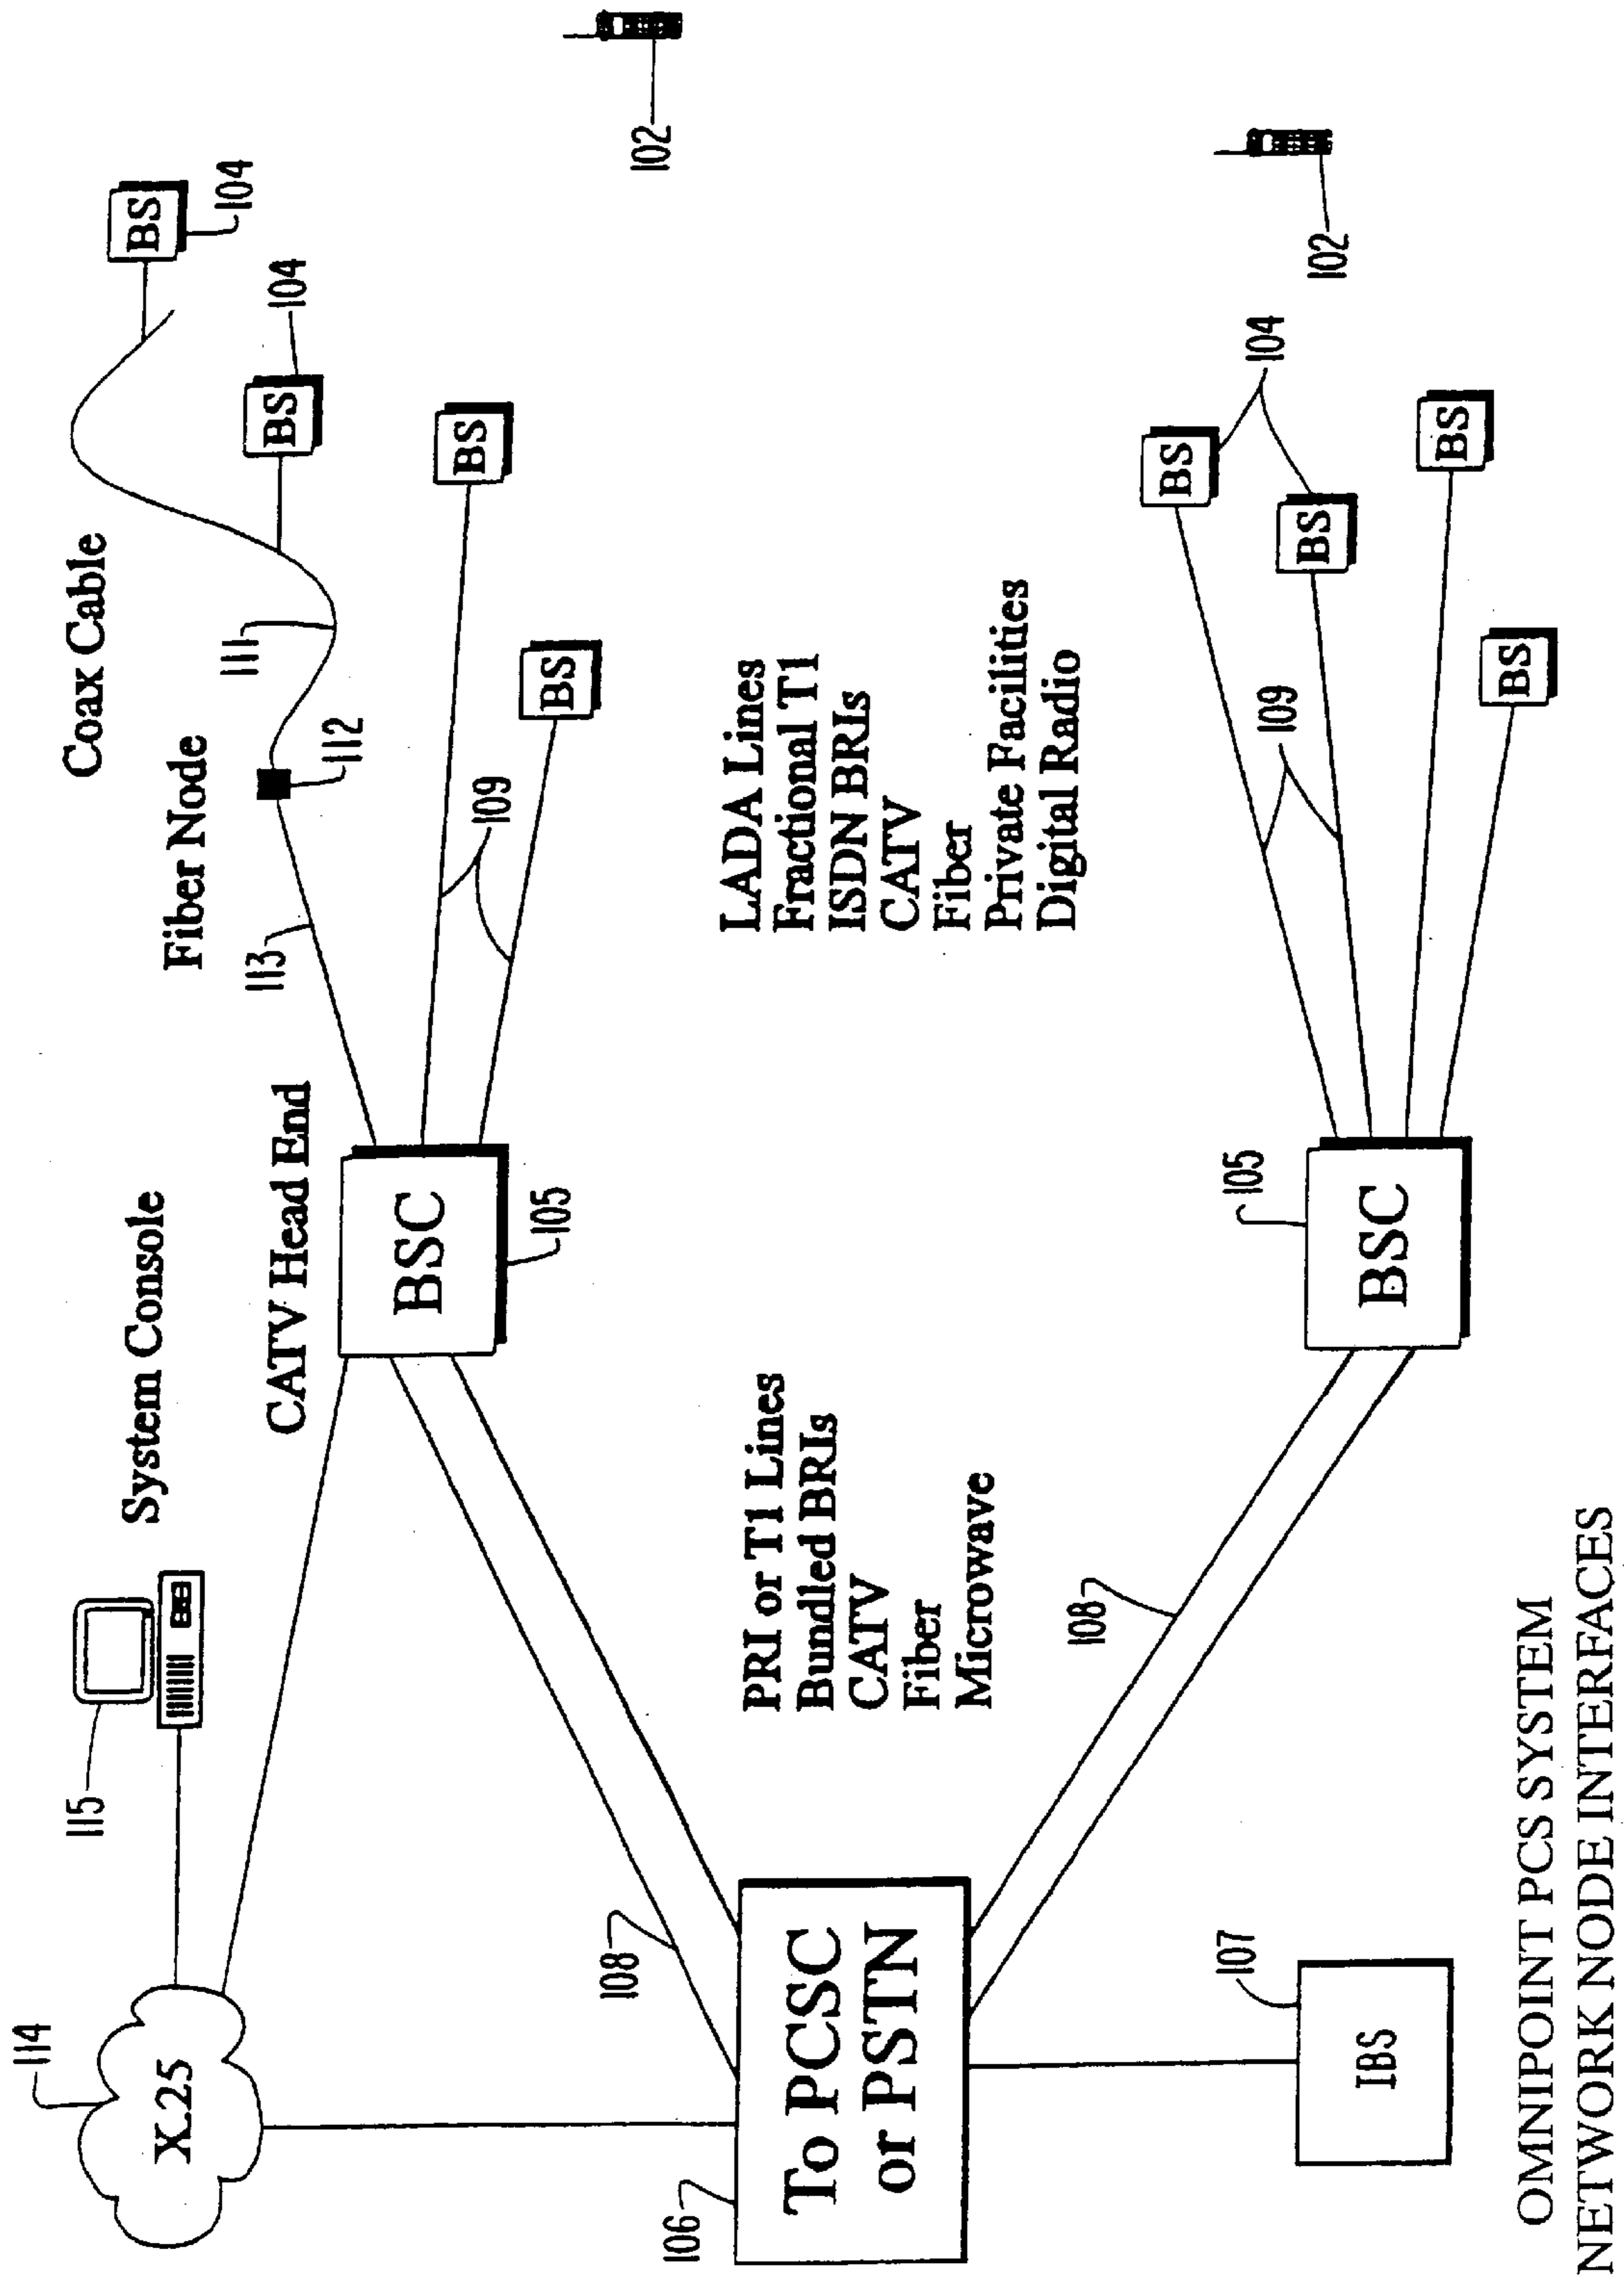 114
X.25
115
System Console
CATV Head End
BSC
105
113
Fiber Node
112
Coax Cable
111
BS
104
BS
104
BS
BS
109
102
106
To PCSC
or PSTN
108
PRI or T1 Lines
Bundled BRIs
CATV
Fiber
Microwave
LADA Lines
Fractional T1
ISDN BRIs
CATV
Fiber
Private Facilities
Digital Radio
108
107
IBS
105
BSC
109
BS
BS
104
BS
BS
102
OMNIPOINT PCS SYSTEM
NETWORK NODE INTERFACES